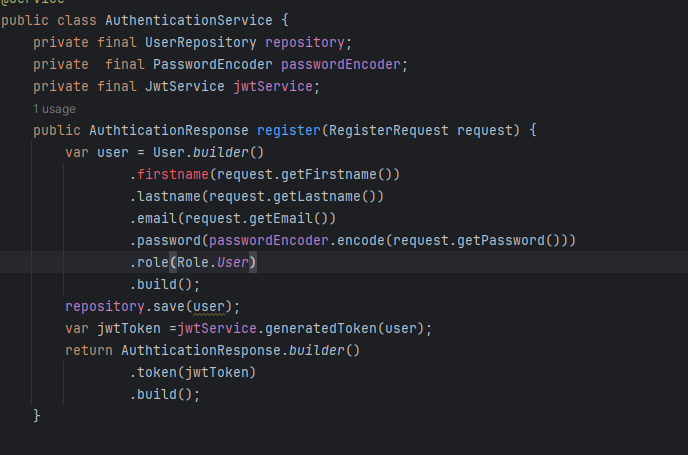 @Service
public class AuthenticationService {
    private final UserRepository repository;
    private  final PasswordEncoder passwordEncoder;
    private final JwtService jwtService;
    1 usage
    public AuthticationResponse register(RegisterRequest request) {
        var user = User.builder()
                .firstname(request.getFirstname())
                .lastname(request.getLastname())
                .email(request.getEmail())
                .password(passwordEncoder.encode(request.getPassword()))
                .role(Role.User)
                .build();
        repository.save(user);
        var jwtToken =jwtService.generatedToken(user);
        return AuthticationResponse.builder()
                .token(jwtToken)
                .build();
    }